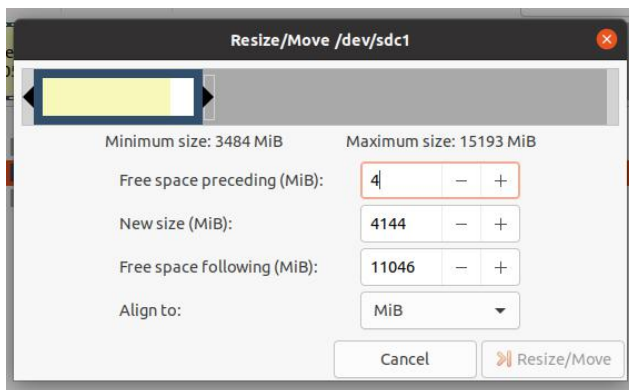 Resize/Move /dev/sdc1
Minimum size: 3484 MiB Maximum size: 15193 MiB
Free space preceding (MiB): 4 — +
New size (MiB): 4144 — +
Free space following (MiB): 11046 — +
Align to: MiB
Cancel Resize/Move